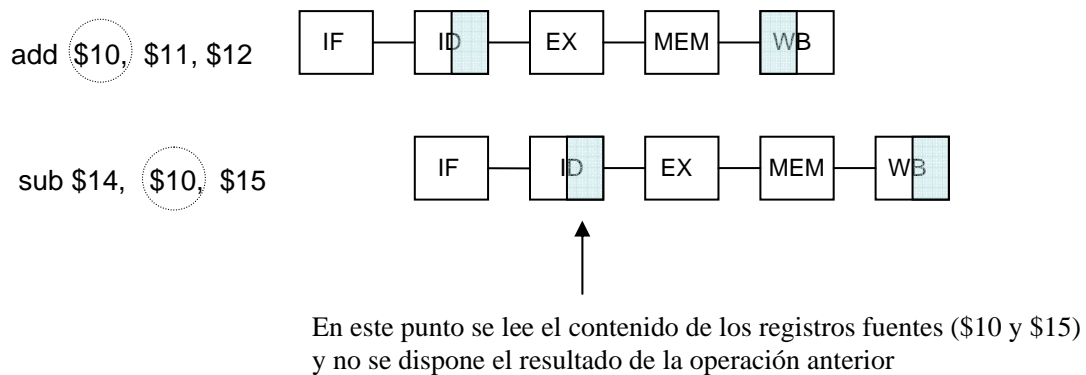 add $10, $11, $12
IF ID EX MEM WB
sub $14, $10, $15
IF ID EX MEM WB
En este punto se lee el contenido de los registros fuentes ($10 y $15)
y no se dispone el resultado de la operación anterior